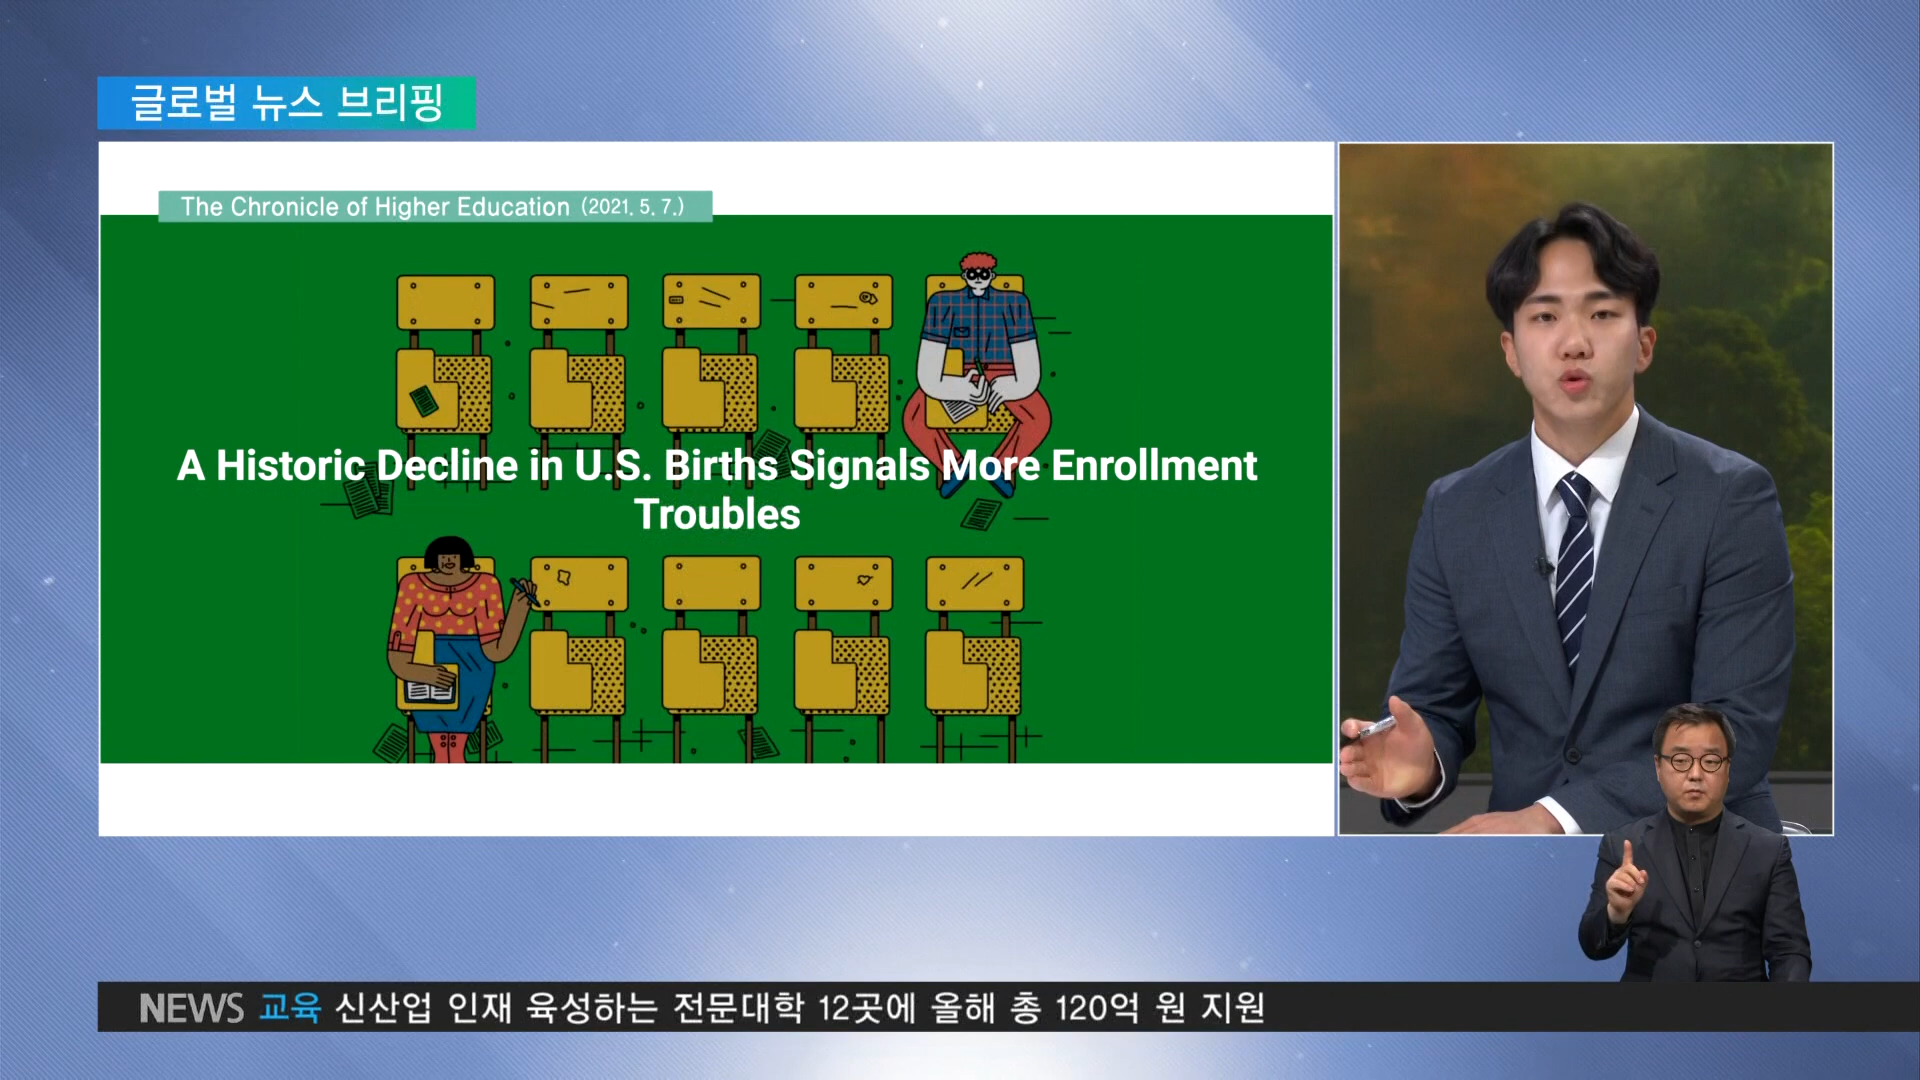 글로벌 뉴스 브리핑
The Chronicle of Higher Education (2021. 5. 7.)
A Historic Decline in U.S. Births Signals More Enrollment
Troubles
NEWS 교육 신산업 인재 육성하는 전문대학 12곳에 올해 총 120억 원 지원